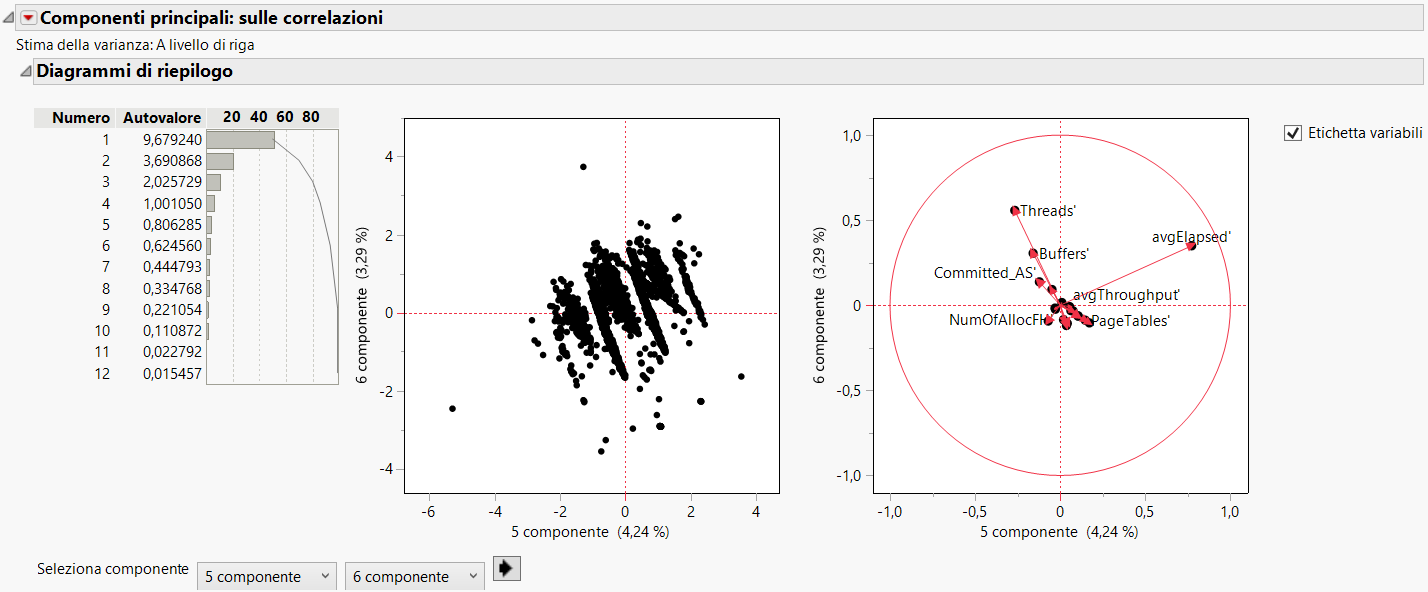 Componenti principali: sulle correlazioni
Stima della varianza: A livello di riga
Diagrammi di riepilogo
Numero Autovalore 20 40 60 80
1 9,679240
2 3,690868
3 2,025729
4 1,001050
5 0,806285
6 0,624560
7 0,444793
8 0,334768
9 0,221054
10 0,110872
11 0,022792
12 0,015457
6 componente (3,29 %)
4
2
0
-2
-4
-6 -4 -2 0 2 4
5 componente (4,24 %)
6 componente (3,29 %)
1,0
0,5
0
-0,5
-1,0
Threads'
avgElapsed'
Buffers'
Committed_AS'
avgThroughput'
NumOfAllocFH
PageTables'
-1,0 -0,5 0 0,5 1,0
5 componente (4,24 %)
Etichetta variabili
Seleziona componente 5 componente 6 componente